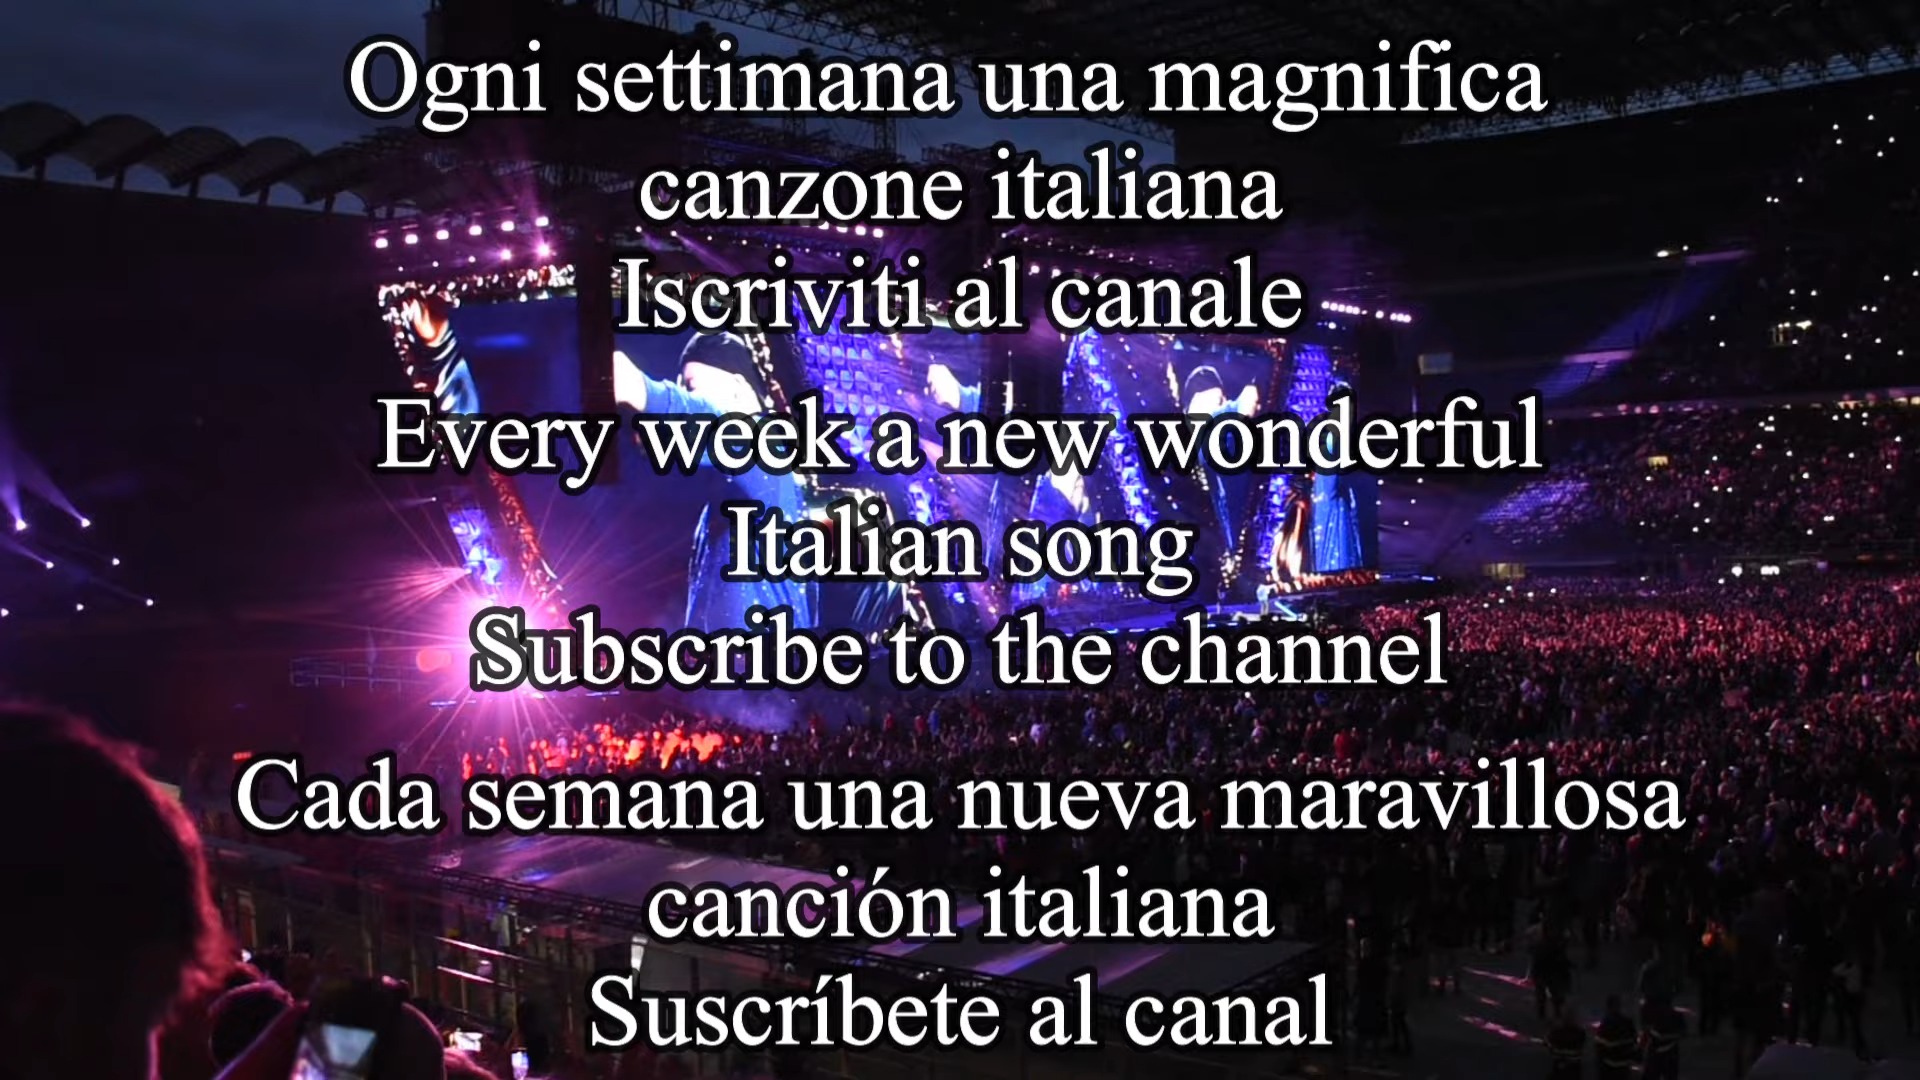 Ogni settimana una magnifica
canzone italiana
Iscriviti al canale
Every week a new wonderful
Italian song
Subscribe to the channel
Cada semana una nueva maravillosa
canción italiana
Suscríbete al canal